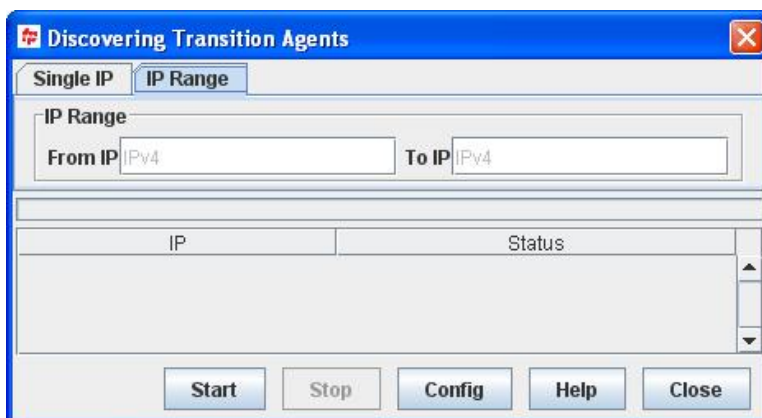 Discovering Transition Agents
Single IP IP Range
IP Range
From IP IPv4 To IP IPv4
IP Status
Start Stop Config Help Close